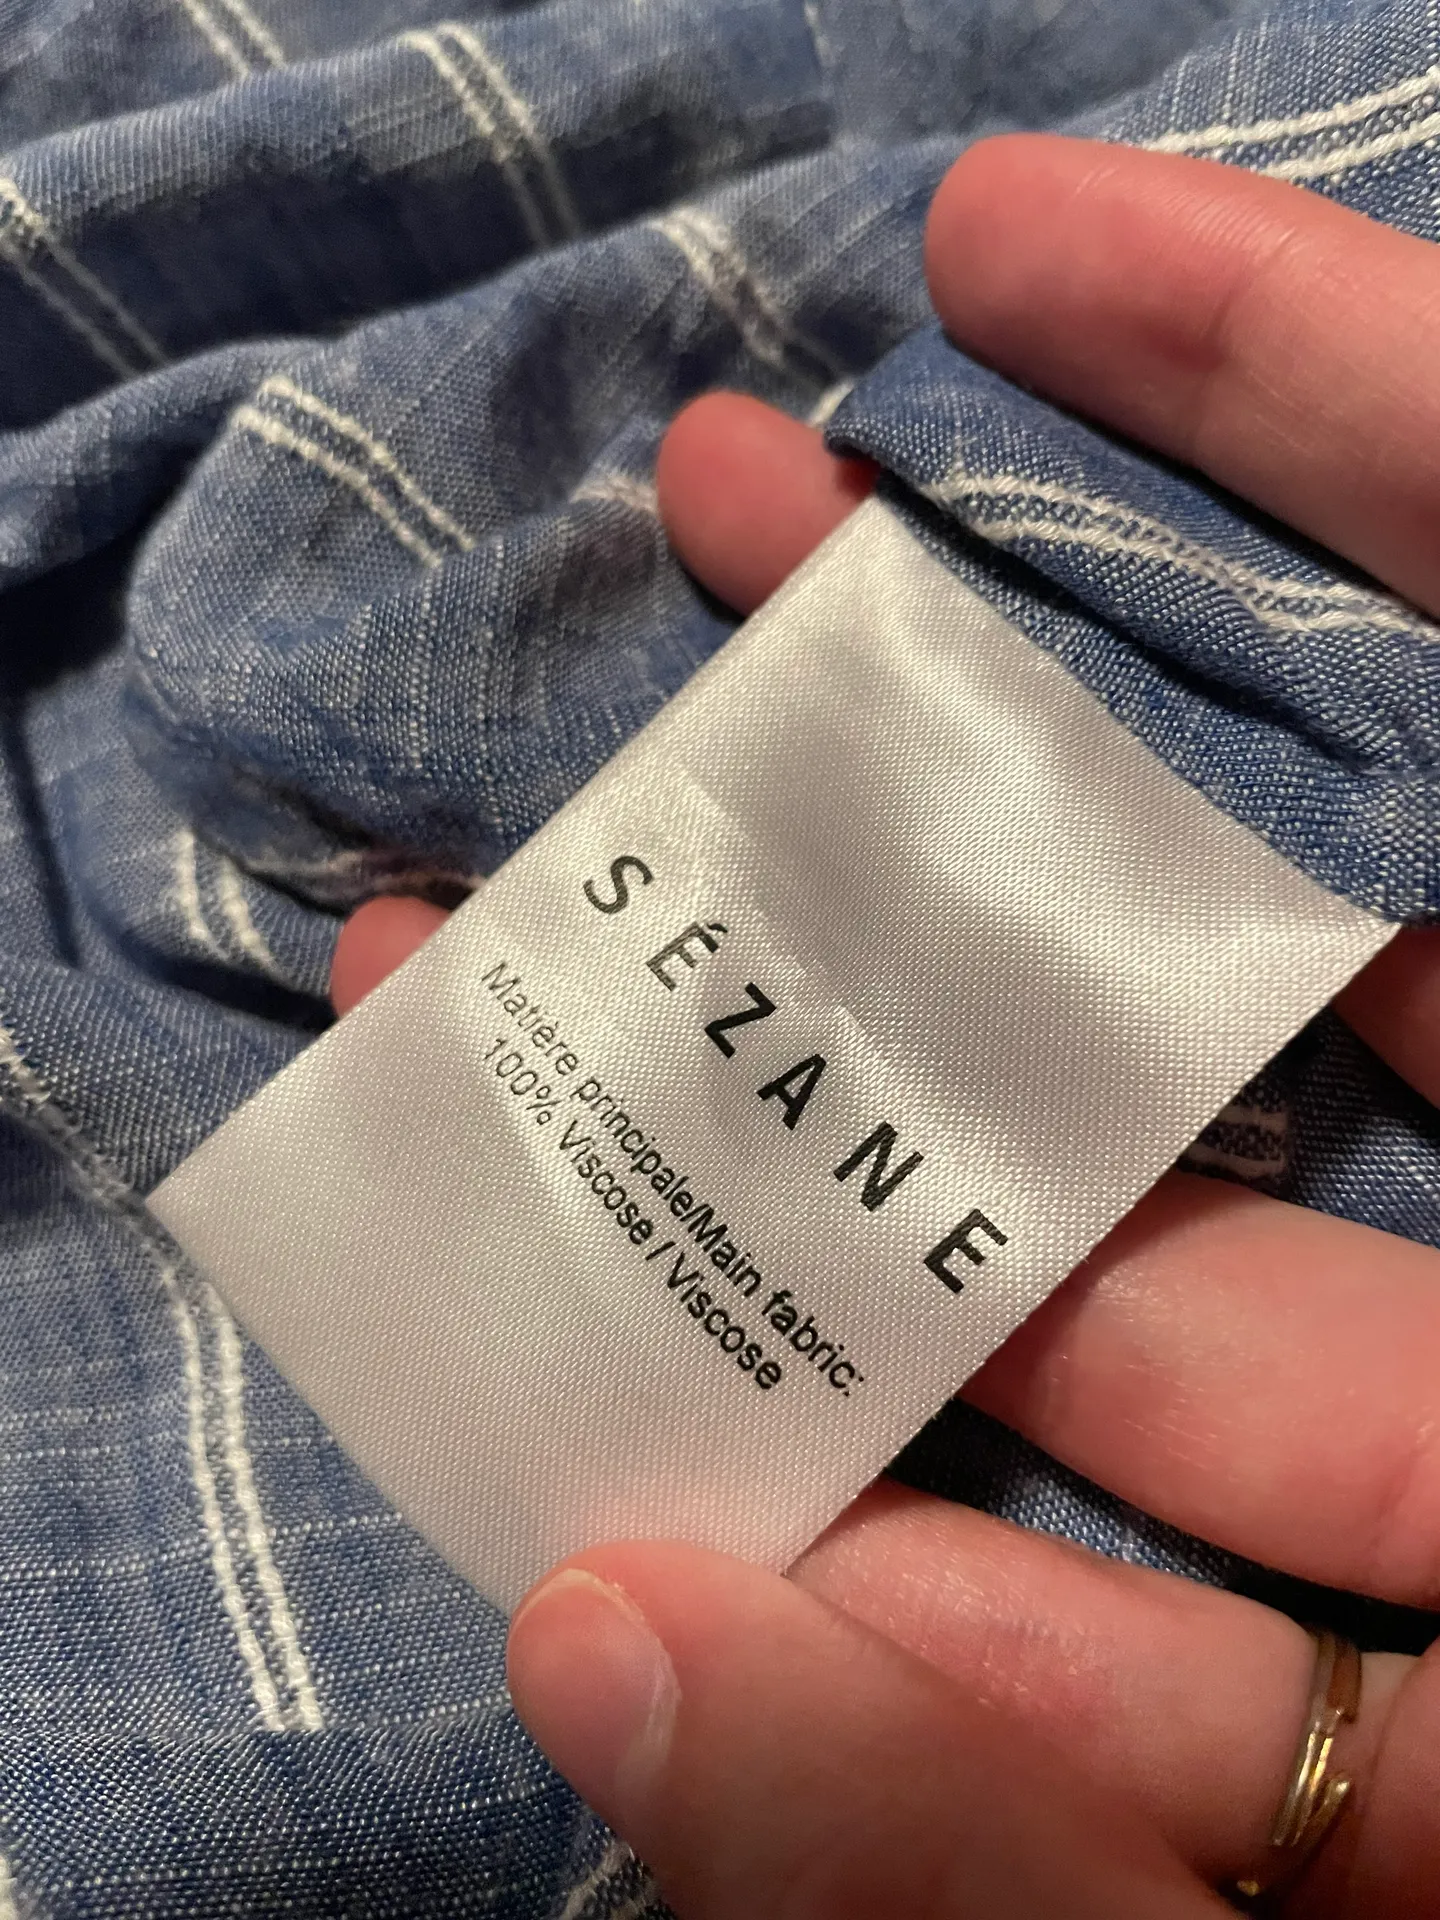 SÉZANE
Matière principale/Main fabric:
100% Viscose / Viscose